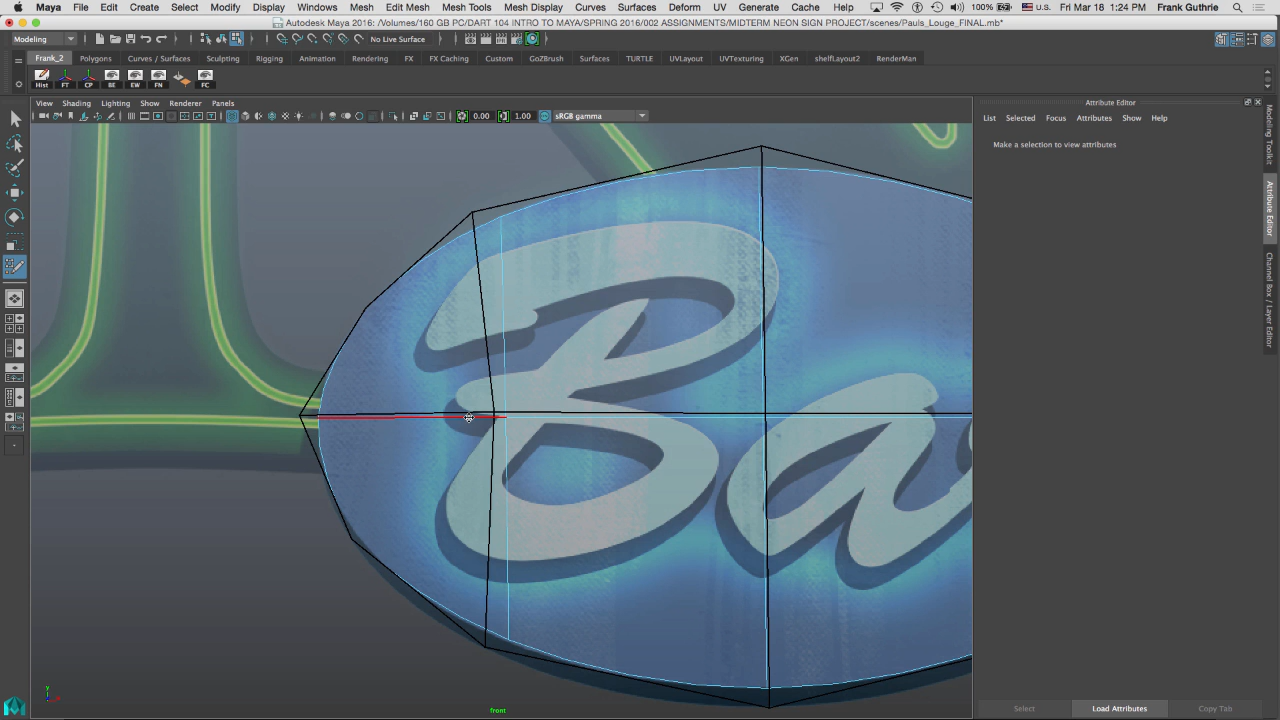 Maya File Edit Create Select Modify Display Windows Mesh Edit Mesh Mesh Tools Mesh Display Curves Surfaces Deform UV Generate Cache Help 100% U.S. Fri Mar 18 1:24 PM Frank Guthrie
Autodesk Maya 2016: /Volumes/160 GB PC/DART 104 INTRO TO MAYA/SPRING 2016/002 ASSIGNMENTS/MIDTERM NEON SIGN PROJECT/scenes/Pauls_Louge_FINAL.mb*
Modeling No Live Surface
Frank_2 Polygons Curves / Surfaces Sculpting Rigging Animation Rendering FX FX Caching Custom GoZBrush Surfaces TURTLE UVLayout UVTexturing XGen shelfLayout2 RenderMan
Hist FT CP BE EW FN FC
View Shading Lighting Show Renderer Panels
0.00 1.00 sRGB gamma
Attribute Editor
List Selected Focus Attributes Show Help
Make a selection to view attributes
Modeling Toolkit
Attribute Editor
Channel Box / Layer Editor
Ba
y
front
Select Load Attributes Copy Tab